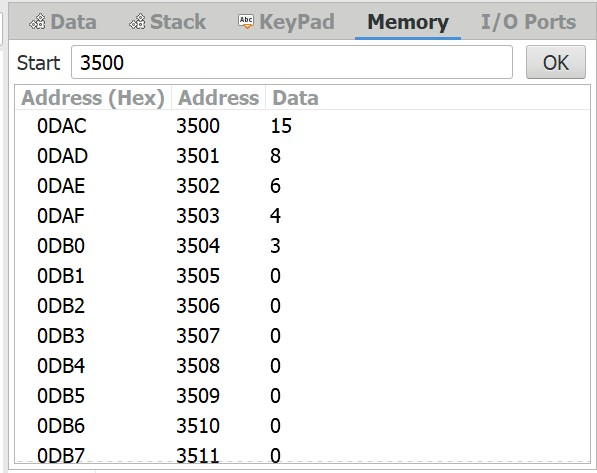 Data Stack Abc KeyPad Memory I/O Ports
Start 3500 OK
Address (Hex) Address Data
0DAC 3500 15
0DAD 3501 8
0DAE 3502 6
0DAF 3503 4
0DB0 3504 3
0DB1 3505 0
0DB2 3506 0
0DB3 3507 0
0DB4 3508 0
0DB5 3509 0
0DB6 3510 0
0DB7 3511 0